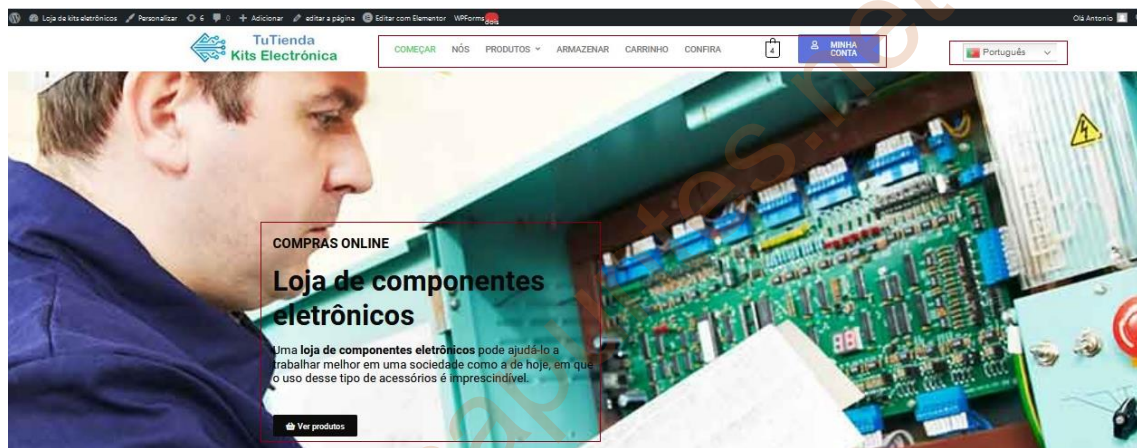 Loja de kits eletrônicos Personalizar 6 0 Adicionar editar a página Editar com Elementor WPForms Olá Antonio
TuTienda
Kits Electrónica
COMEÇAR NÓS PRODUTOS ARMAZENAR CARRINHO CONFIRA 4 MINHA CONTA Português
COMPRAS ONLINE
Loja de componentes
eletrônicos
Uma loja de componentes eletrônicos pode ajudá-lo a
trabalhar melhor em uma sociedade como a de hoje, em que
o uso desse tipo de acessórios é imprescindível.
Ver produtos